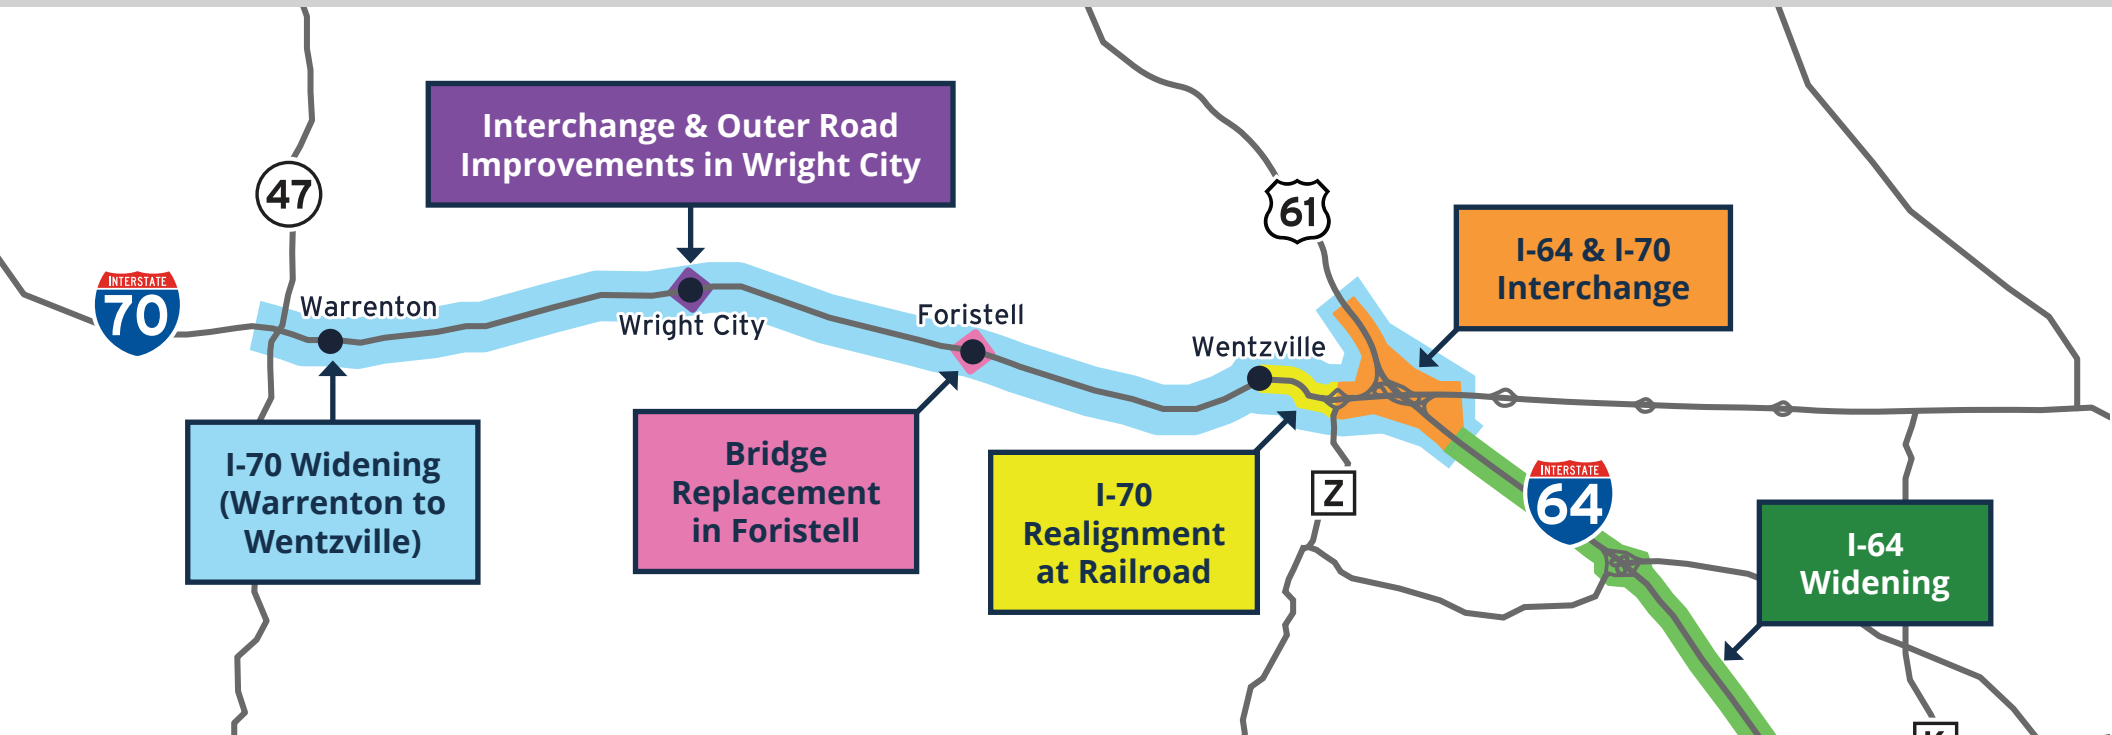 Interchange & Outer Road
Improvements in Wright City
47
61
I-64 & I-70
Interchange
INTERSTATE
70
Warrenton
Wright City
Foristell
Wentzville
I-70 Widening
(Warrenton to
Wentzville)
Bridge
Replacement
in Foristell
I-70
Realignment
at Railroad
Z
INTERSTATE
64
I-64
Widening